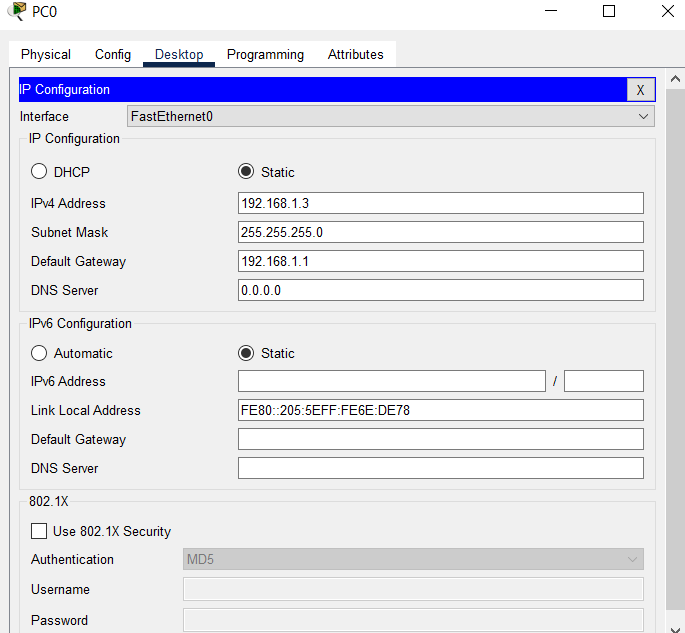 PC0
Physical Config Desktop Programming Attributes
IP Configuration X
Interface FastEthernet0
IP Configuration
DHCP Static
IPv4 Address 192.168.1.3
Subnet Mask 255.255.255.0
Default Gateway 192.168.1.1
DNS Server 0.0.0.0
IPv6 Configuration
Automatic Static
IPv6 Address /
Link Local Address FE80::205:5EFF:FE6E:DE78
Default Gateway
DNS Server
802.1X
Use 802.1X Security
Authentication MD5
Username
Password